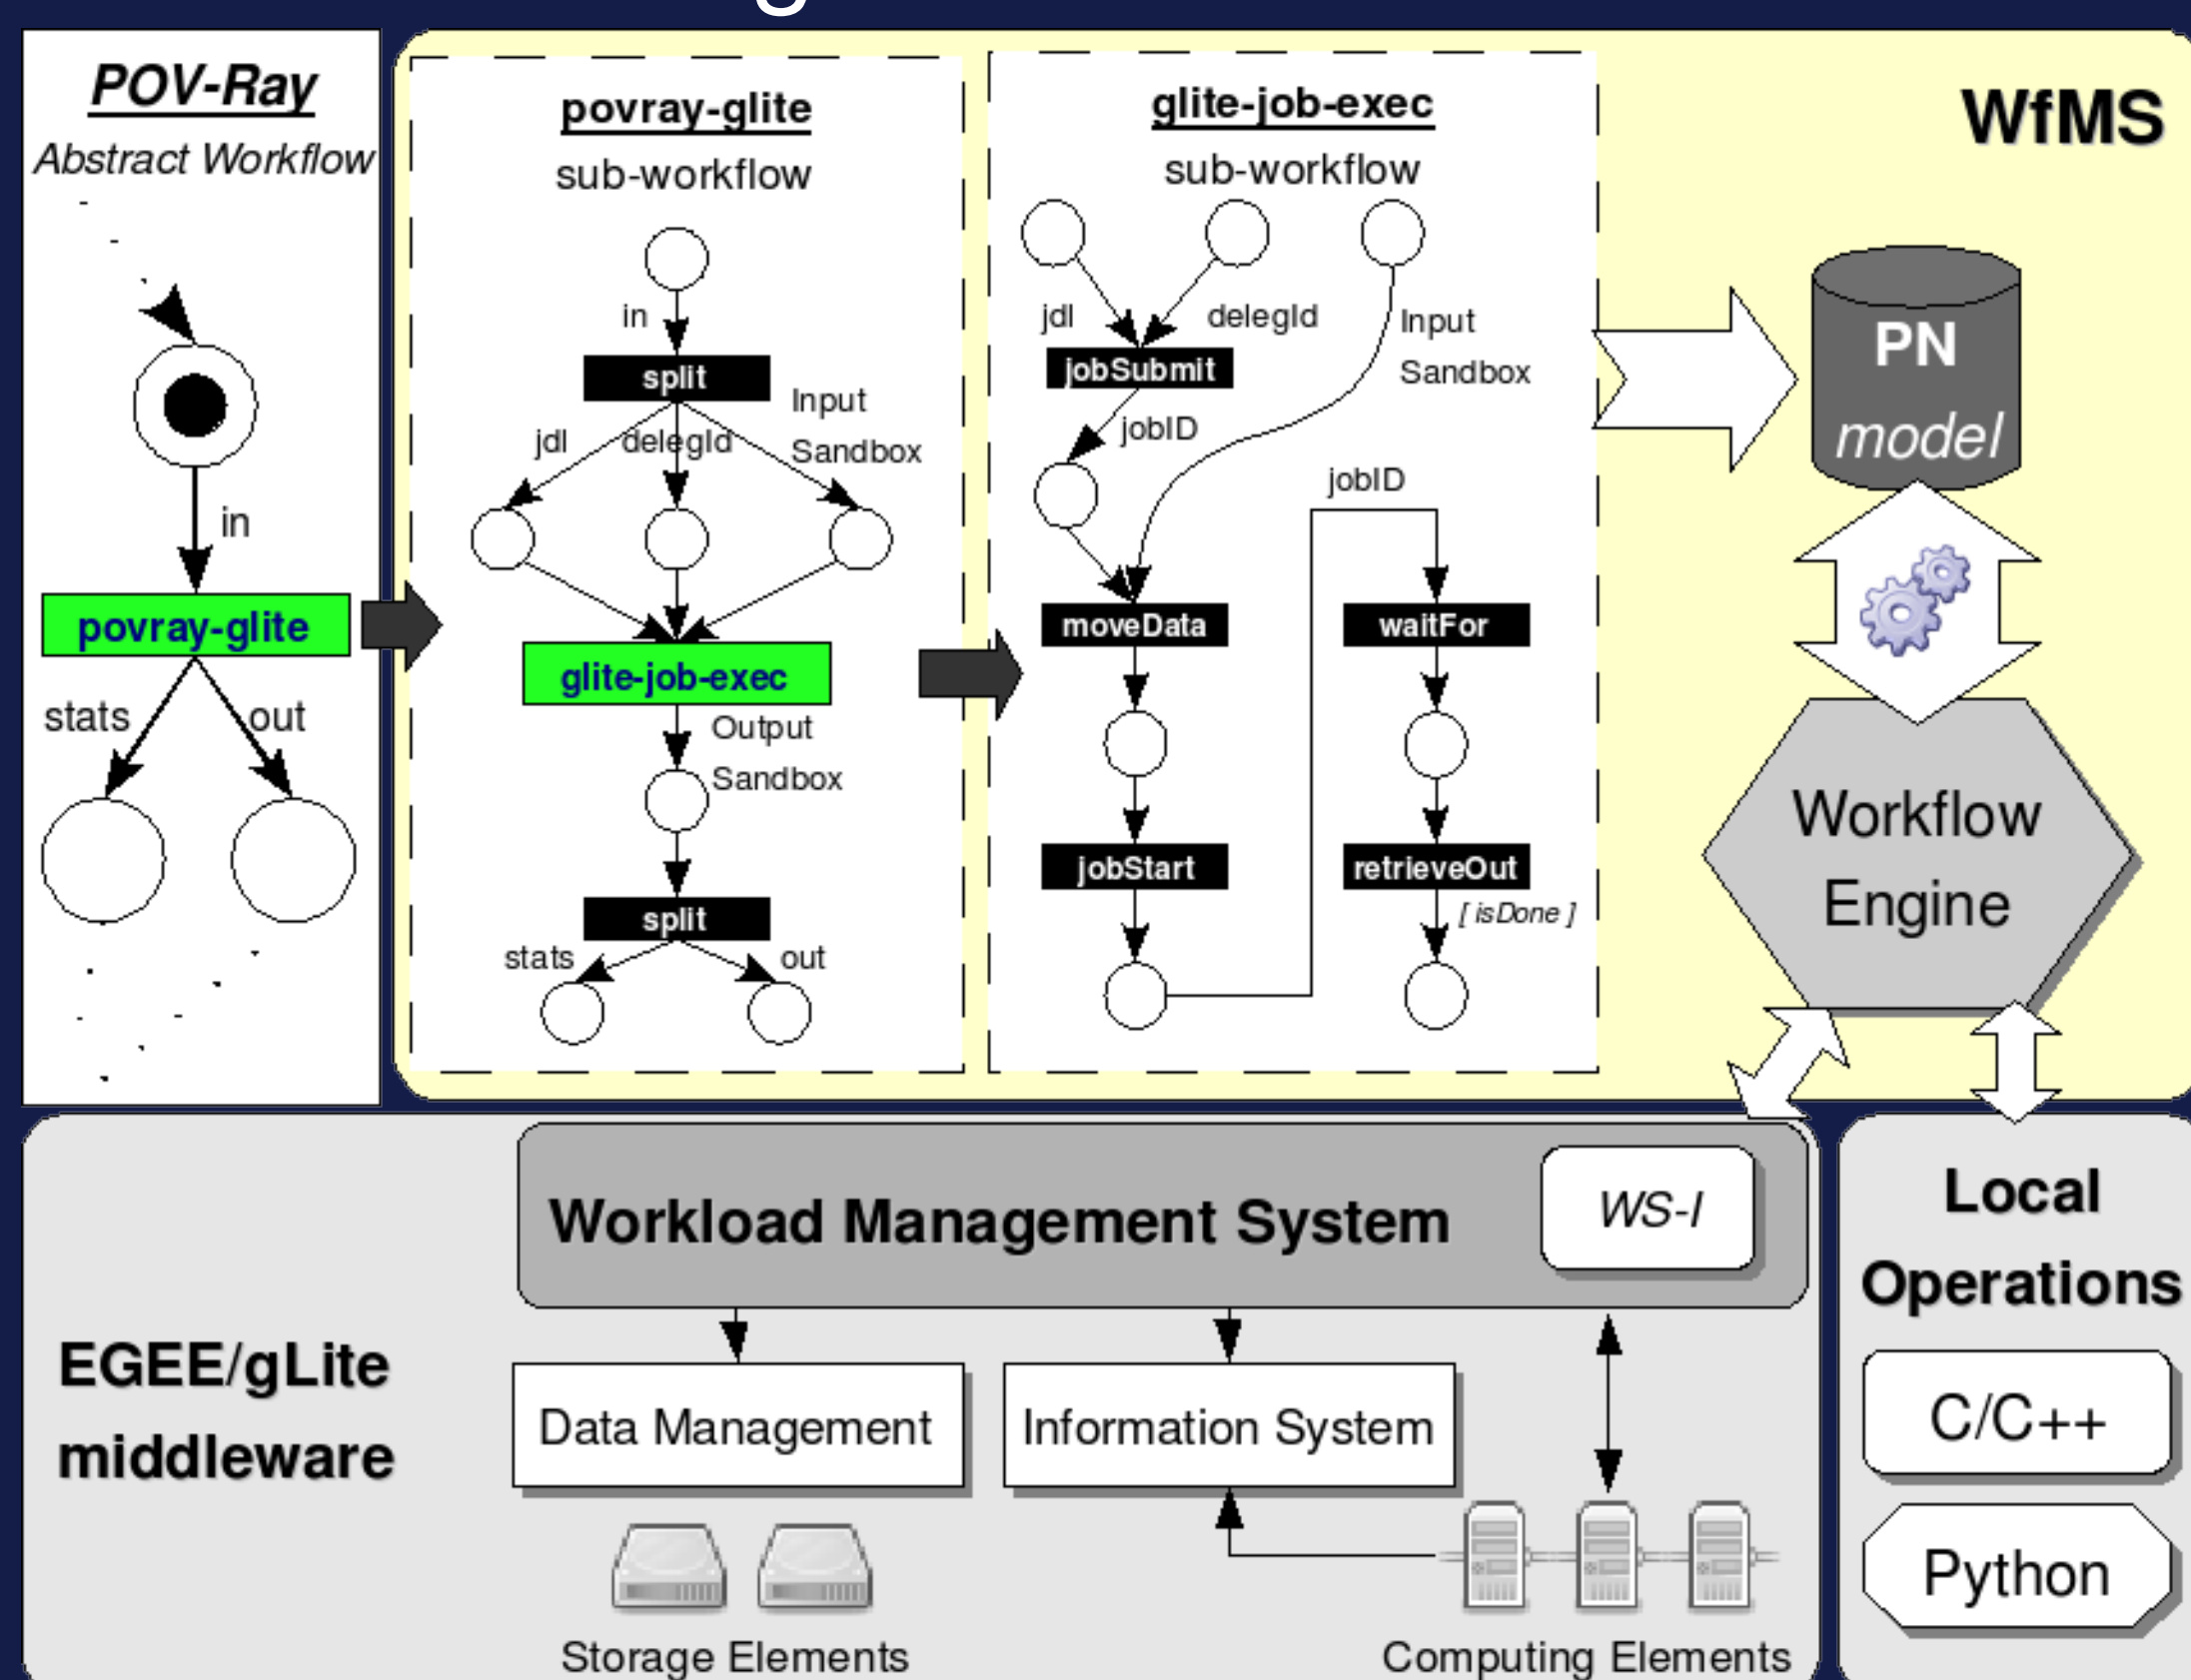 POV-Ray
Abstract Workflow
in
povray-glite
stats
out
povray-glite
sub-workflow
in
split
jdl
delegId
Input
Sandbox
glite-job-exec
Output
Sandbox
split
stats
out
glite-job-exec
sub-workflow
jdl
delegId
Input
Sandbox
jobSubmit
jobID
jobID
moveData
waitFor
jobStart
retrieveOut
[ isDone ]
WfMS
PN
model
Workflow
Engine
EGEE/gLite
middleware
Workload Management System
WS-I
Data Management
Information System
Storage Elements
Computing Elements
Local
Operations
C/C++
Python